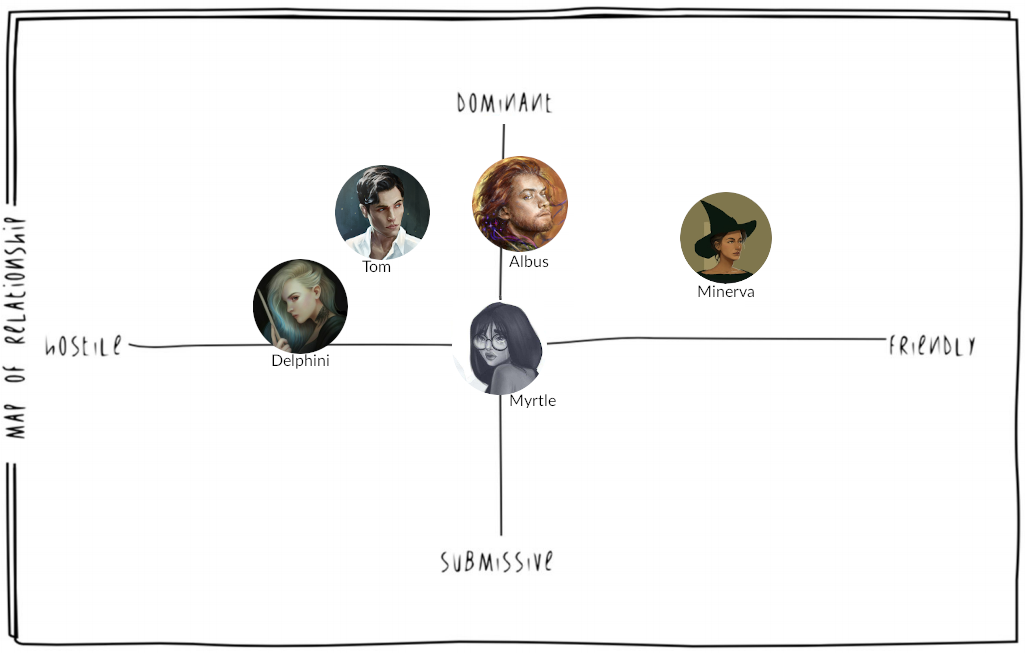 DOMINANT
Tom
Albus
Minerva
HOSTILE
FRIENDLY
Delphini
Myrtle
SUBMISSIVE
MAP OF RELATIONSHIP